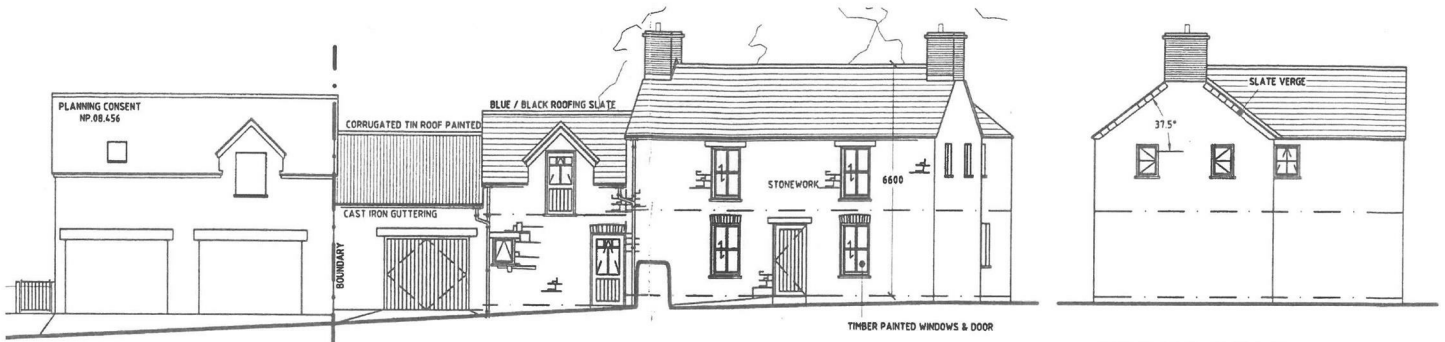 PLANNING CONSENT
NP.08.456
CORRUGATED TIN ROOF PAINTED
CAST IRON GUTTERING
BOUNDARY
BLUE / BLACK ROOFING SLATE
STONEWORK
6600
TIMBER PAINTED WINDOWS & DOOR
SLATE VERGE
37.5°